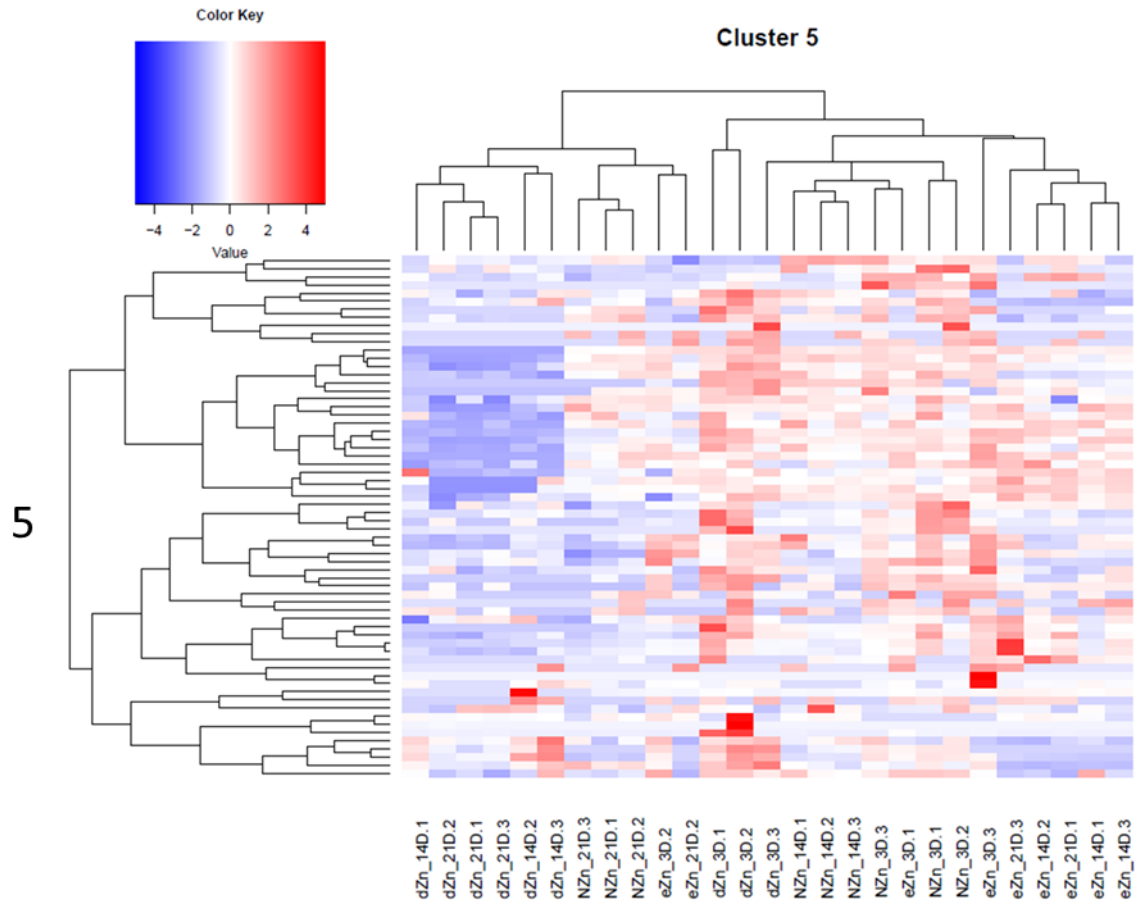 Color Key
Cluster 5
−4 −2 0 2 4
Value
5
dZn_14D.1
dZn_21D.2
dZn_21D.1
dZn_21D.3
dZn_14D.2
dZn_14D.3
NZn_21D.3
NZn_21D.1
NZn_21D.2
eZn_3D.2
eZn_21D.2
dZn_3D.1
dZn_3D.2
dZn_3D.3
NZn_14D.1
NZn_14D.2
NZn_14D.3
NZn_3D.3
eZn_3D.1
NZn_3D.1
NZn_3D.2
eZn_3D.3
eZn_21D.3
eZn_14D.2
eZn_21D.1
eZn_14D.1
eZn_14D.3